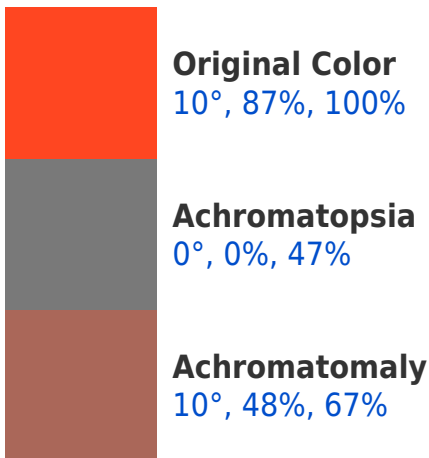 Original Color
10°, 87%, 100%
Achromatopsia
0°, 0%, 47%
Achromatomaly
10°, 48%, 67%